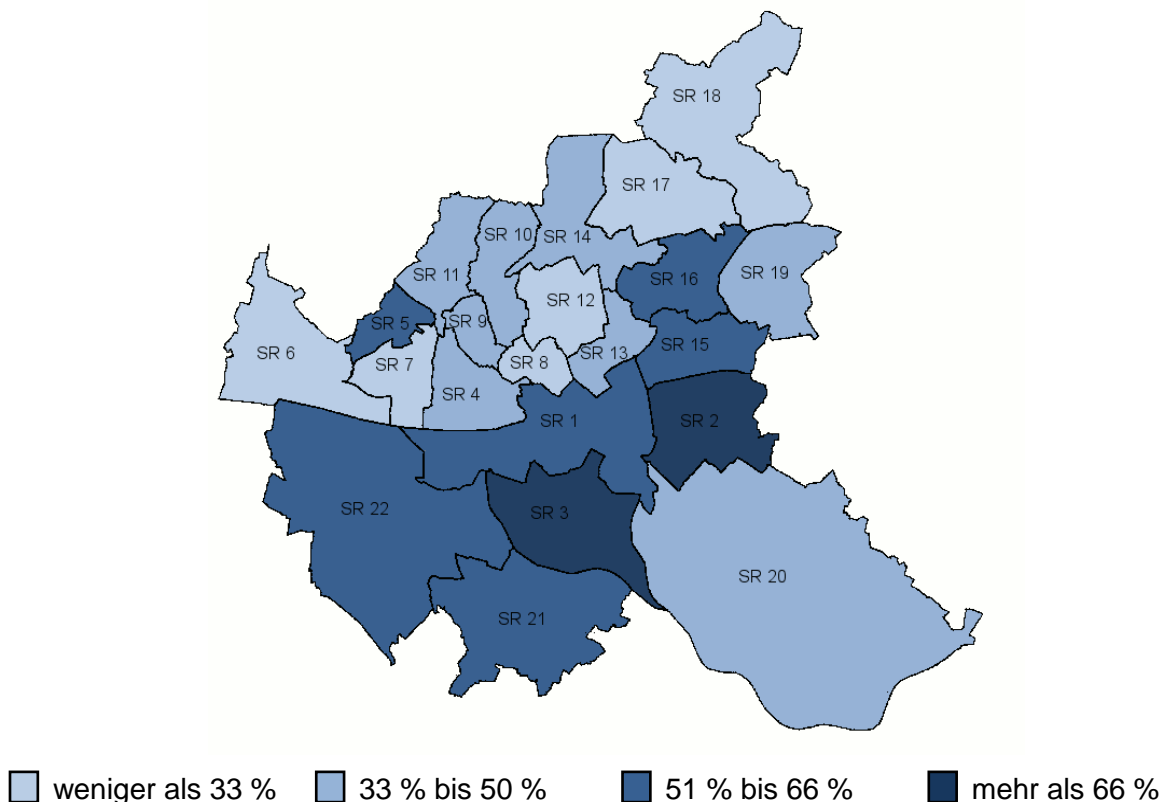 SR 18
SR 17
SR 10
SR 14
SR 11
SR 16
SR 19
SR 12
SR 5
SR 9
SR 15
SR 6
SR 7
SR 8
SR 13
SR 4
SR 1
SR 2
SR 22
SR 3
SR 20
SR 21
weniger als 33 % 33 % bis 50 % 51 % bis 66 % mehr als 66 %